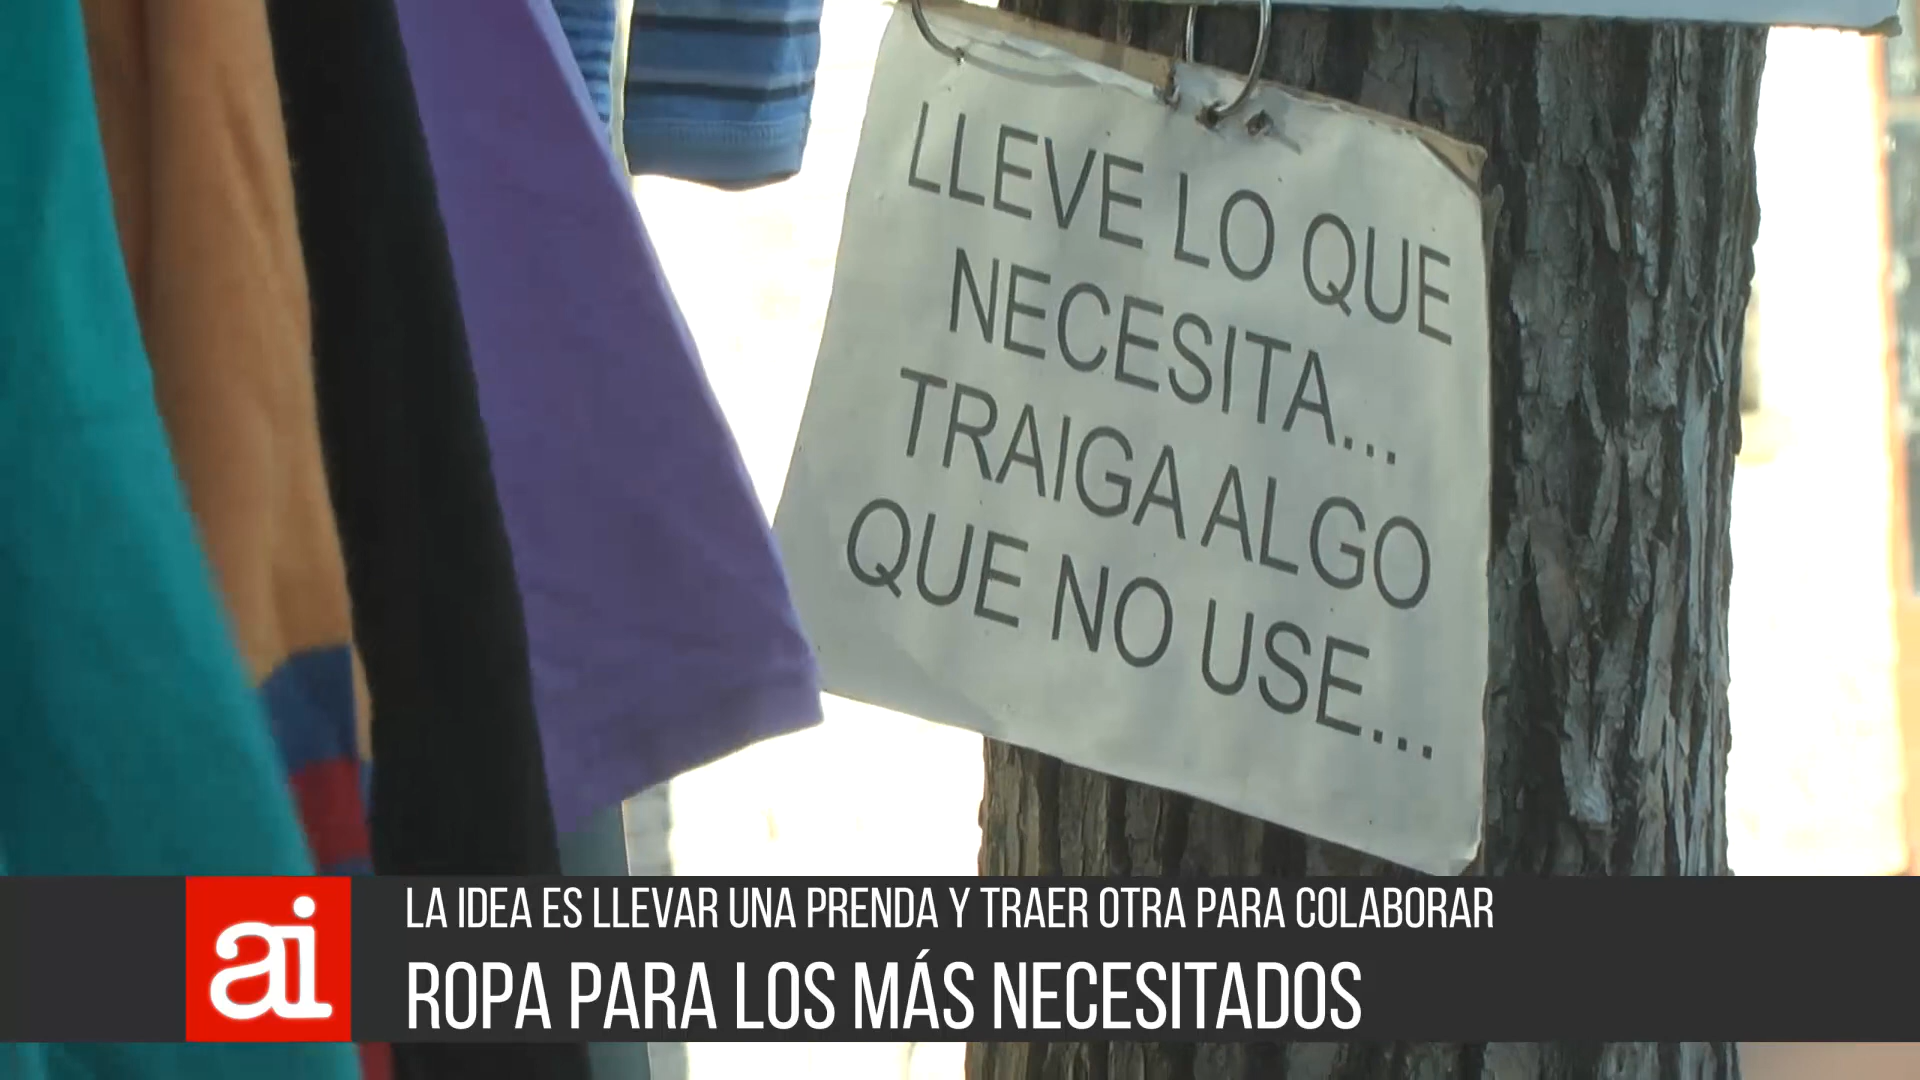 LLEVE LO QUE
NECESITA...
TRAIGA ALGO
QUE NO USE...
LA IDEA ES LLEVAR UNA PRENDA Y TRAER OTRA PARA COLABORAR
ai
ROPA PARA LOS MÁS NECESITADOS